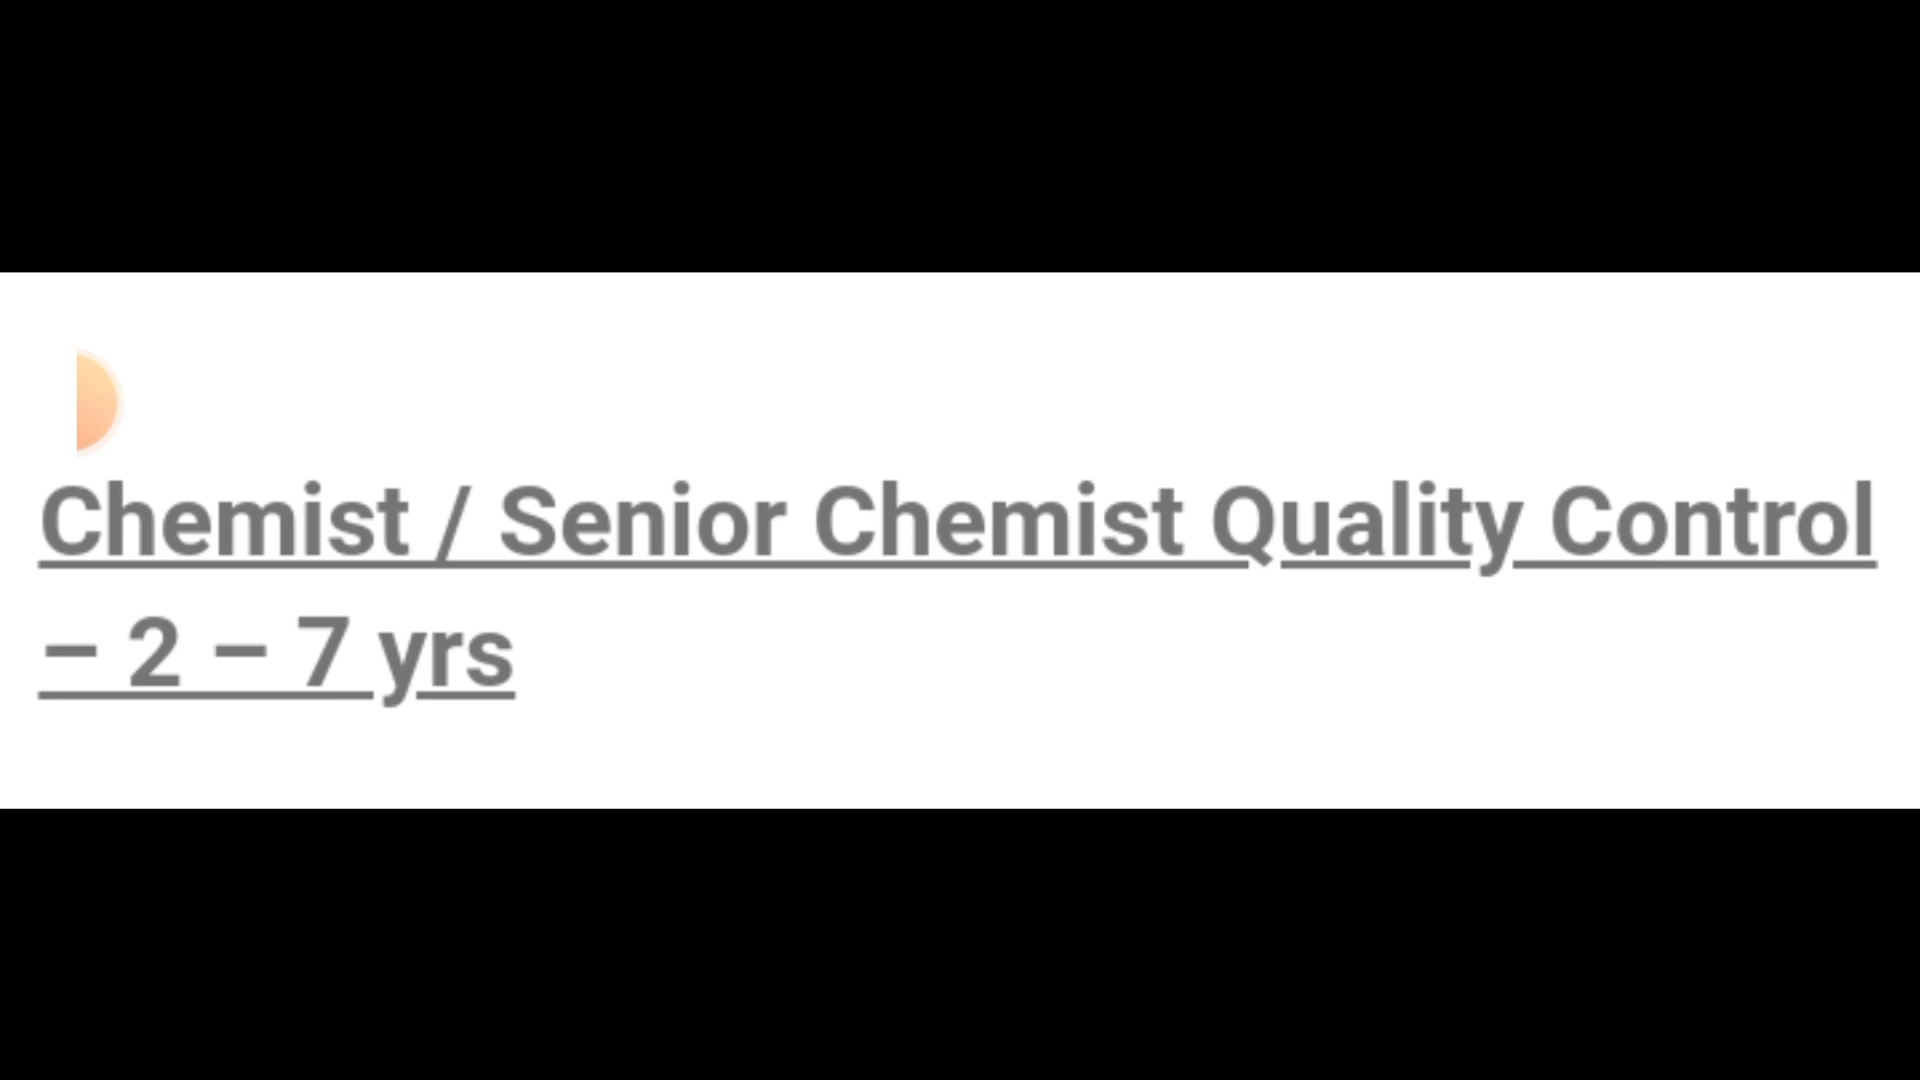 Chemist / Senior Chemist Quality Control
– 2 – 7 yrs